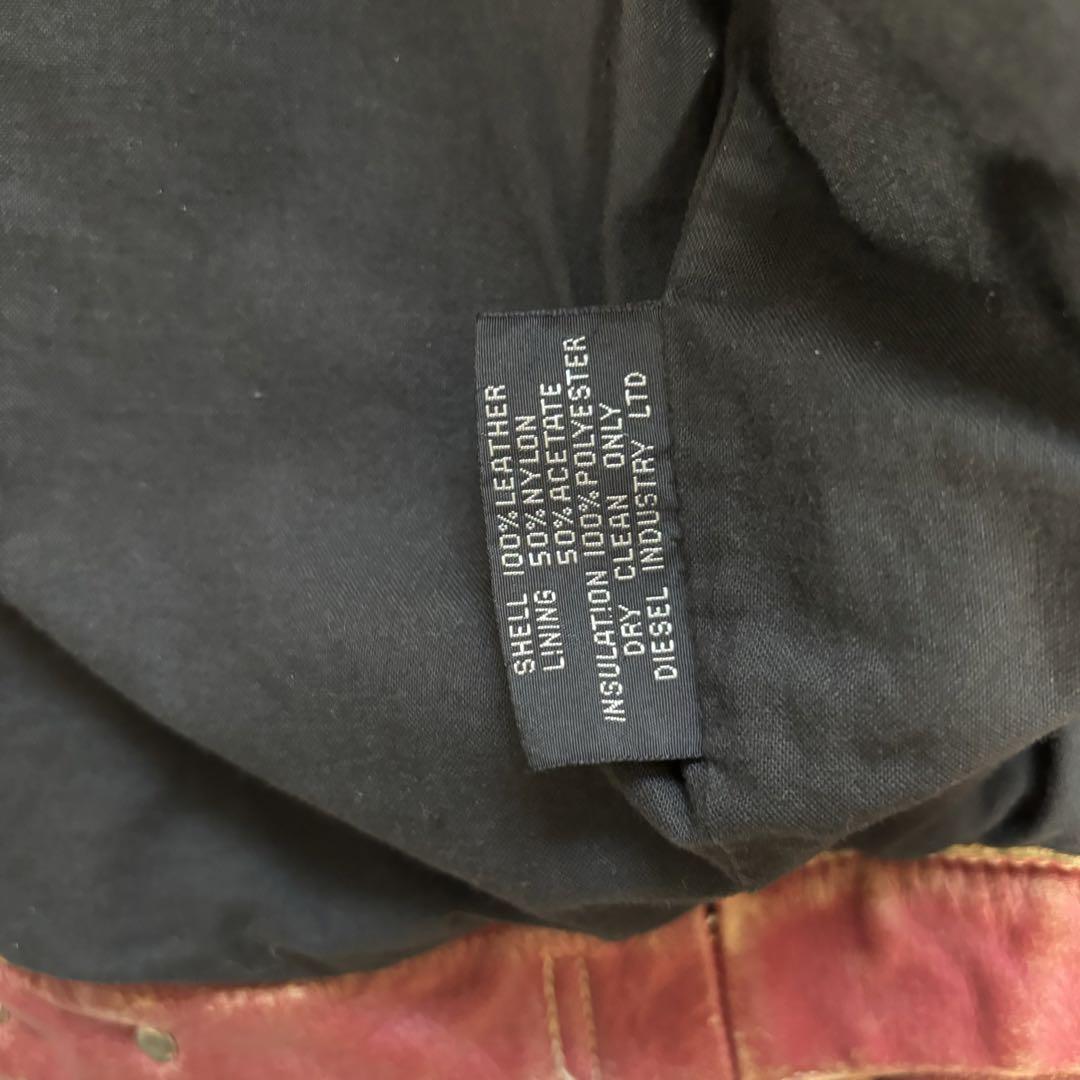 SHELL 100% LEATHER
LINING 50% NYLON
50% ACETATE
INSULATION 100% POLYESTER
DRY CLEAN ONLY
DIESEL INDUSTRY LTD